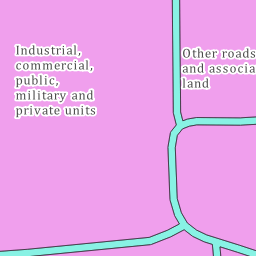 Industrial,
commercial,
public,
military and
private units
Other roads
and associa
land